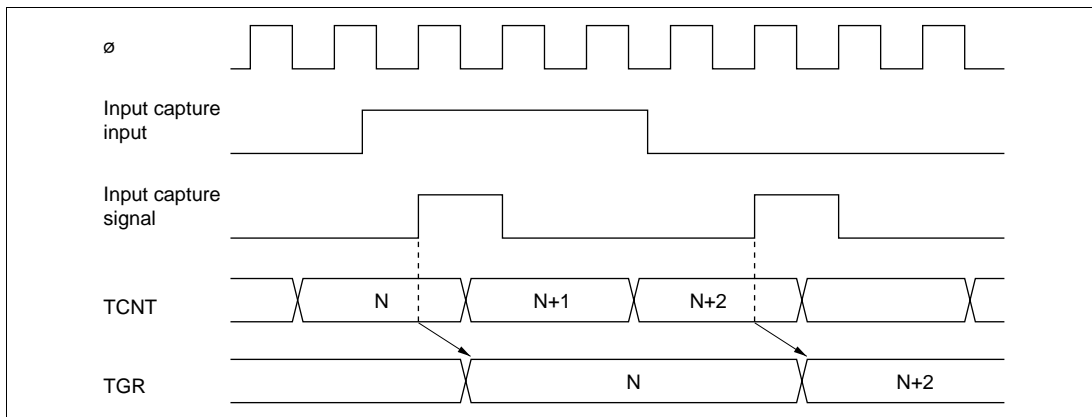 ø
Input capture
input
Input capture
signal
TCNT N N+1 N+2
TGR N N+2